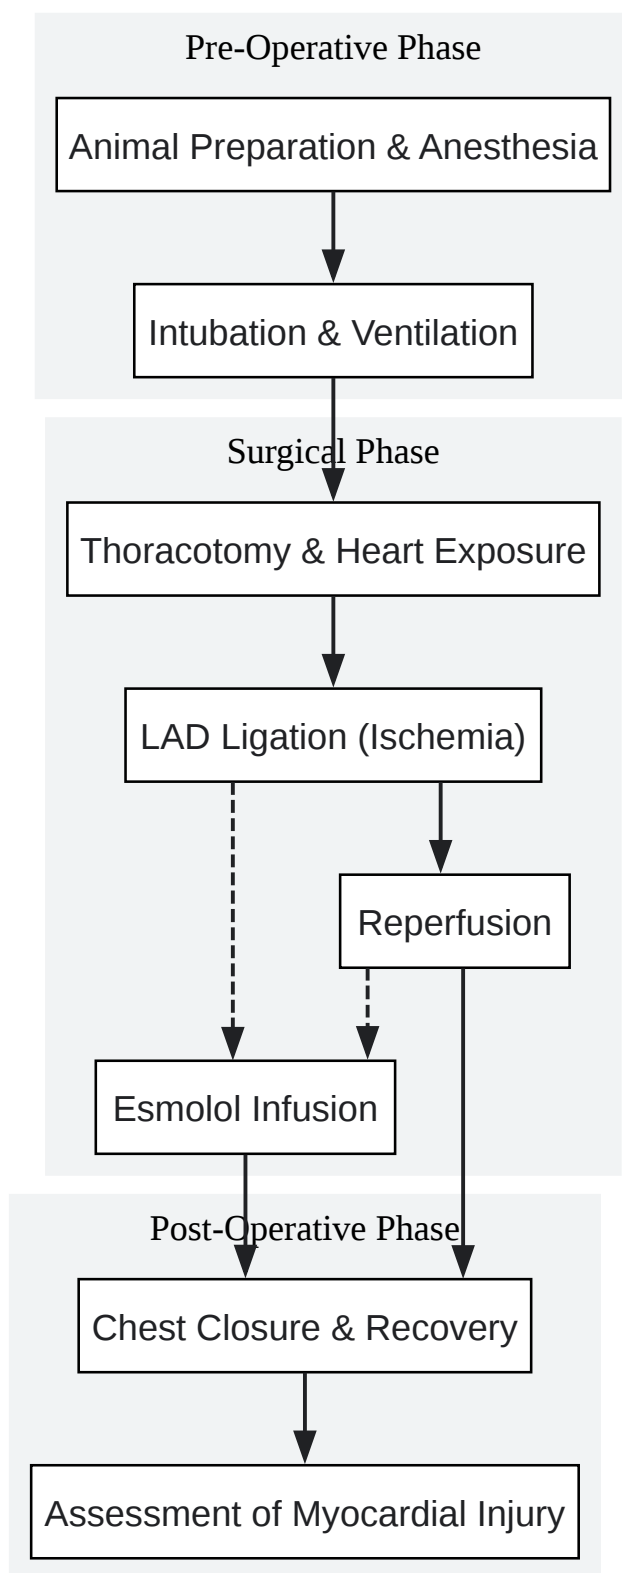 Pre-Operative Phase
Animal Preparation & Anesthesia
Intubation & Ventilation
Surgical Phase
Thoracotomy & Heart Exposure
LAD Ligation (Ischemia)
Reperfusion
Esmolol Infusion
Post-Operative Phase
Chest Closure & Recovery
Assessment of Myocardial Injury